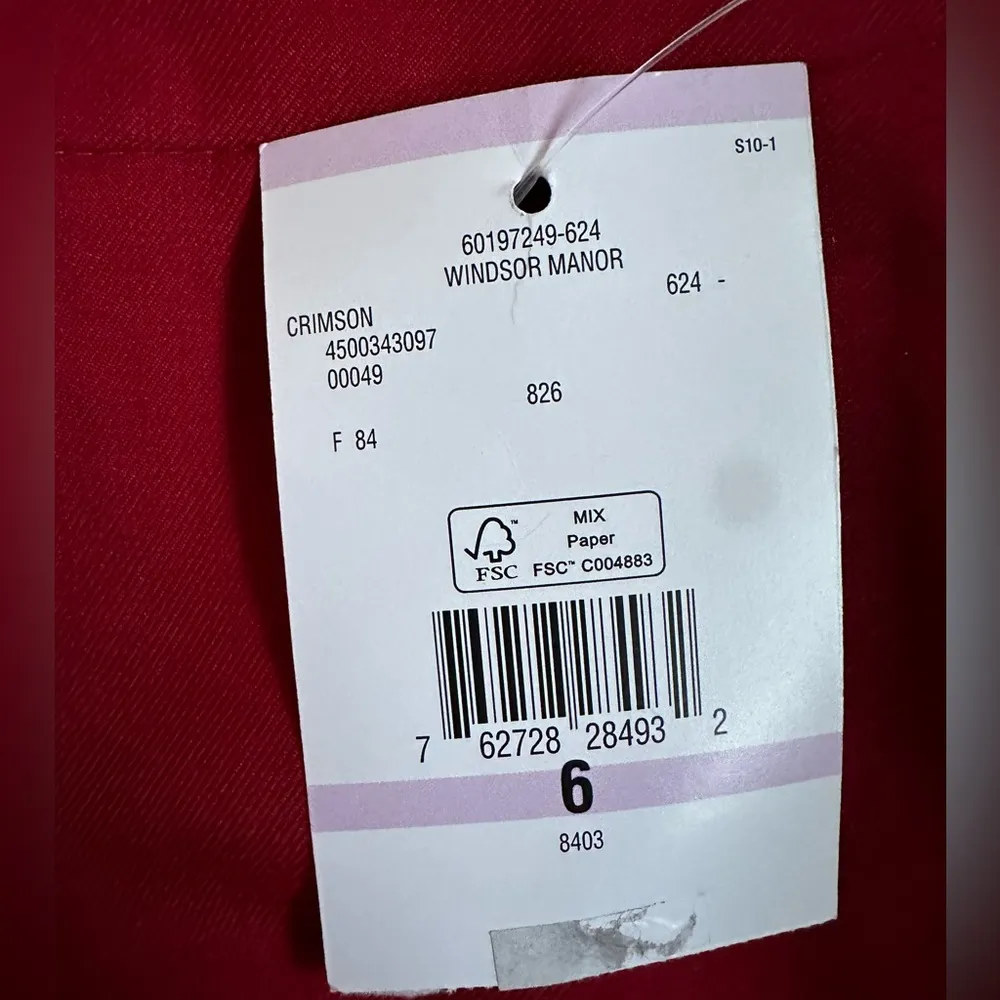 S10-1
60197249-624
WINDSOR MANOR
624 -
CRIMSON
4500343097
00049
826
F 84
FSC™
MIX
Paper
FSC™ C004883
7 62728 28493 2
6
8403